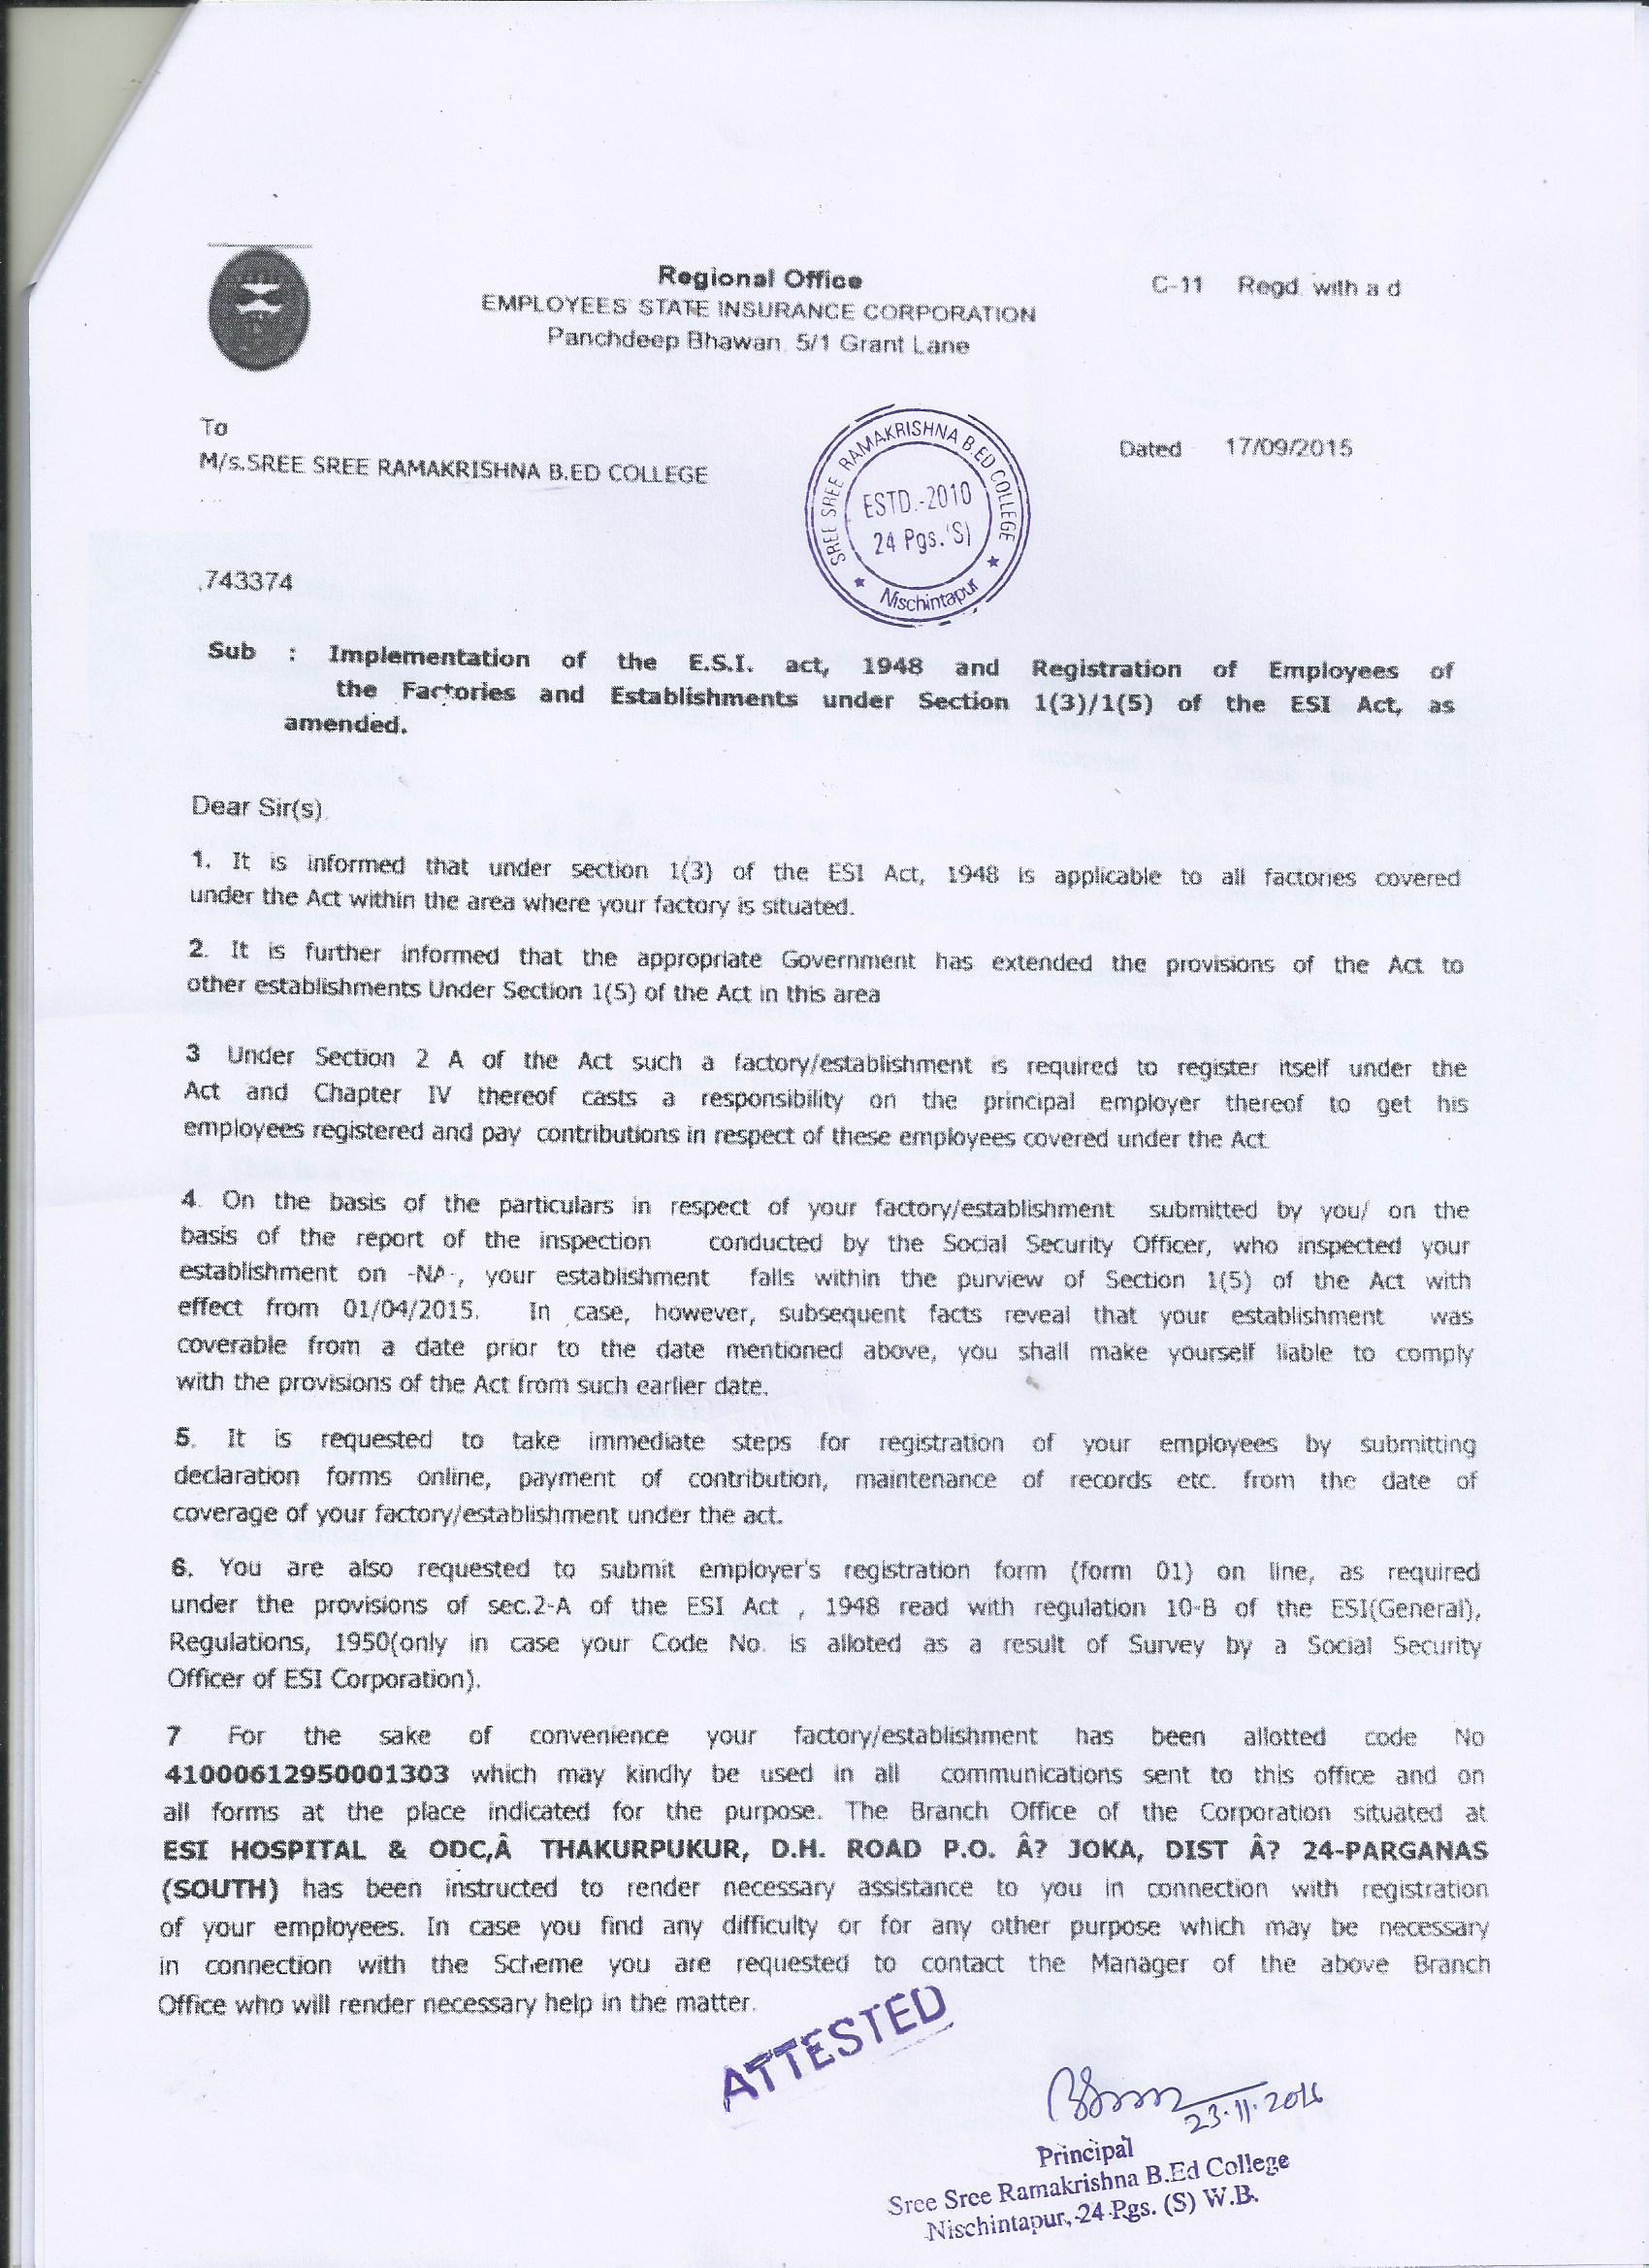 Regional Office
C-11 Regd. with a d
EMPLOYEES' STATE INSURANCE CORPORATION
Panchdeep Bhawan, 5/1 Grant Lane
To
M/s.SREE SREE RAMAKRISHNA B.ED COLLEGE
Dated 17/09/2015
SREE SREE RAMAKRISHNA B.ED COLLEGE
ESTD.-2010
24 Pgs.(S)
★ Nischintapur ★
,743374
Sub : Implementation of the E.S.I. act, 1948 and Registration of Employees of
the Factories and Establishments under Section 1(3)/1(5) of the ESI Act, as
amended.
Dear Sir(s),
1. It is informed that under section 1(3) of the ESI Act, 1948 is applicable to all factories covered
under the Act within the area where your factory is situated.
2. It is further informed that the appropriate Government has extended the provisions of the Act to
other establishments Under Section 1(5) of the Act in this area
3 Under Section 2 A of the Act such a factory/establishment is required to register itself under the
Act and Chapter IV thereof casts a responsibility on the principal employer thereof to get his
employees registered and pay contributions in respect of these employees covered under the Act.
4. On the basis of the particulars in respect of your factory/establishment submitted by you/ on the
basis of the report of the inspection conducted by the Social Security Officer, who inspected your
establishment on -NA-, your establishment falls within the purview of Section 1(5) of the Act with
effect from 01/04/2015. In case, however, subsequent facts reveal that your establishment was
coverable from a date prior to the date mentioned above, you shall make yourself liable to comply
with the provisions of the Act from such earlier date.
5. It is requested to take immediate steps for registration of your employees by submitting
declaration forms online, payment of contribution, maintenance of records etc. from the date of
coverage of your factory/establishment under the act.
6. You are also requested to submit employer's registration form (form 01) on line, as required
under the provisions of sec.2-A of the ESI Act , 1948 read with regulation 10-B of the ESI(General),
Regulations, 1950(only in case your Code No. is alloted as a result of Survey by a Social Security
Officer of ESI Corporation).
7 For the sake of convenience your factory/establishment has been allotted code No
41000612950001303 which may kindly be used in all communications sent to this office and on
all forms at the place indicated for the purpose. The Branch Office of the Corporation situated at
ESI HOSPITAL & ODC,Â THAKURPUKUR, D.H. ROAD P.O. Â? JOKA, DIST Â? 24-PARGANAS
(SOUTH) has been instructed to render necessary assistance to you in connection with registration
of your employees. In case you find any difficulty or for any other purpose which may be necessary
in connection with the Scheme you are requested to contact the Manager of the above Branch
Office who will render necessary help in the matter.
ATTESTED
23.11.2016
Principal
Sree Sree Ramakrishna B.Ed College
Nischintapur, 24 Pgs. (S) W.B.